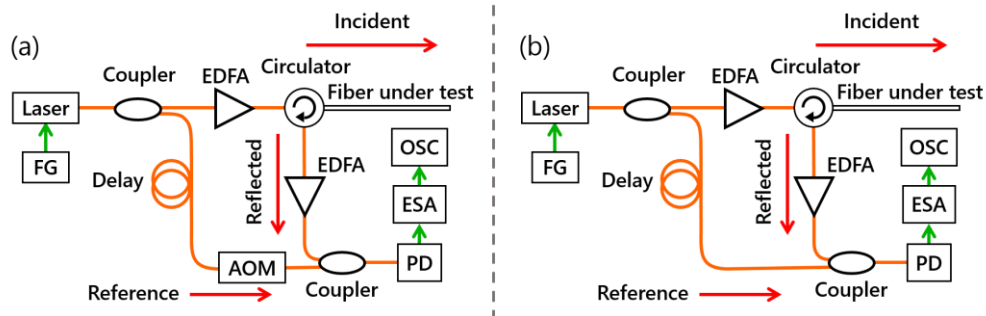 (a)
Incident
Coupler
EDFA
Circulator
Laser
Fiber under test
FG
Delay
Reflected
EDFA
OSC
ESA
AOM
PD
Reference
Coupler
(b)
Incident
Coupler
EDFA
Circulator
Laser
Fiber under test
FG
Delay
Reflected
EDFA
OSC
ESA
PD
Reference
Coupler